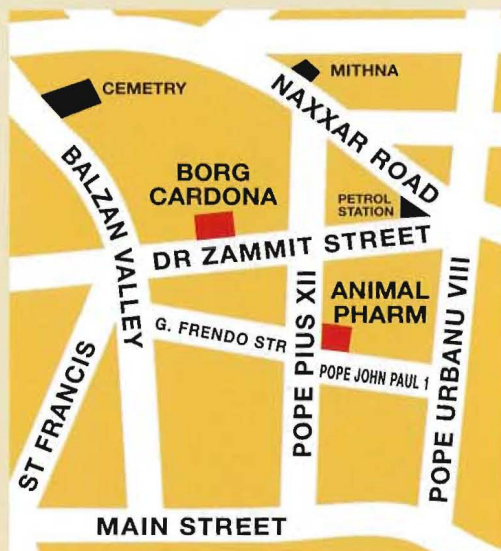 MITHNA
CEMETRY
NAXXAR ROAD
BALZAN VALLEY
BORG
CARDONA
PETROL
STATION
DR ZAMMIT STREET
ANIMAL
PHARM
G. FRENDO STR
POPE PIUS XII
POPE JOHN PAUL 1
POPE URBANU VIII
ST FRANCIS
MAIN STREET